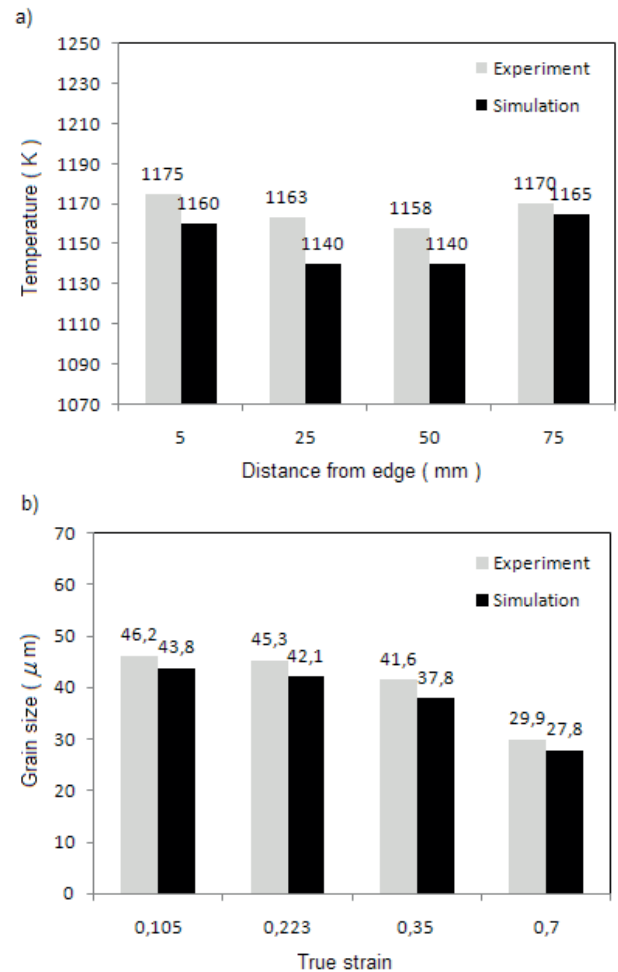 a)
Temperature ( K )
1250
1230
1210
1190
1170
1150
1130
1110
1090
1070
Experiment
Simulation
1175
1160
1163
1140
1158
1140
1170
1165
5 25 50 75
Distance from edge ( mm )
b)
Grain size ( μm)
70
60
50
40
30
20
10
0
Experiment
Simulation
46,2
43,8
45,3
42,1
41,6
37,8
29,9
27,8
0,105 0,223 0,35 0,7
True strain